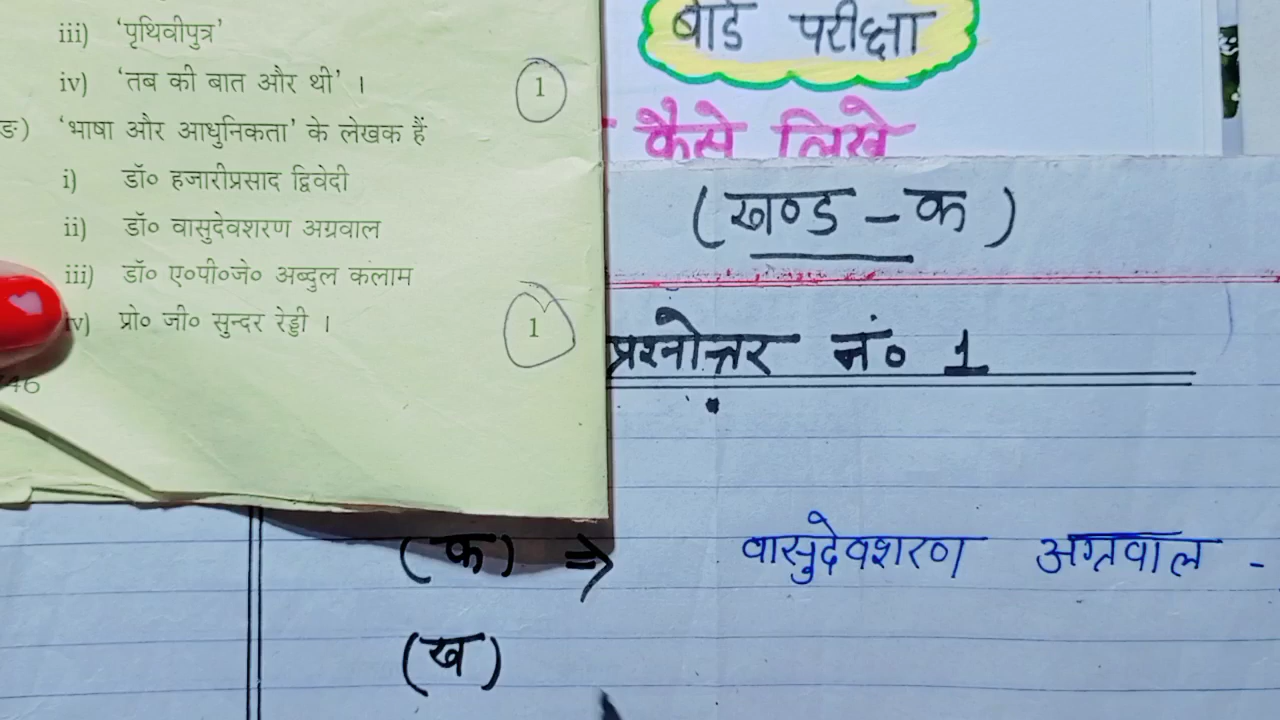 iii) 'पृथिवीपुत्र'
iv) 'तब की बात और थी' ।
1
ङ) 'भाषा और आधुनिकता' के लेखक हैं
i) डॉ० हजारीप्रसाद द्विवेदी
ii) डॉ० वासुदेवशरण अग्रवाल
iii) डॉ० ए०पी०जे० अब्दुल कलाम
iv) प्रो० जी० सुन्दर रेड्डी ।
1
46
बोर्ड परीक्षा
कैसे लिखे
(खण्ड - क)
प्रश्नोत्तर नं० 1
(क) ⇒ वासुदेवशरण अग्रवाल -
(ख)